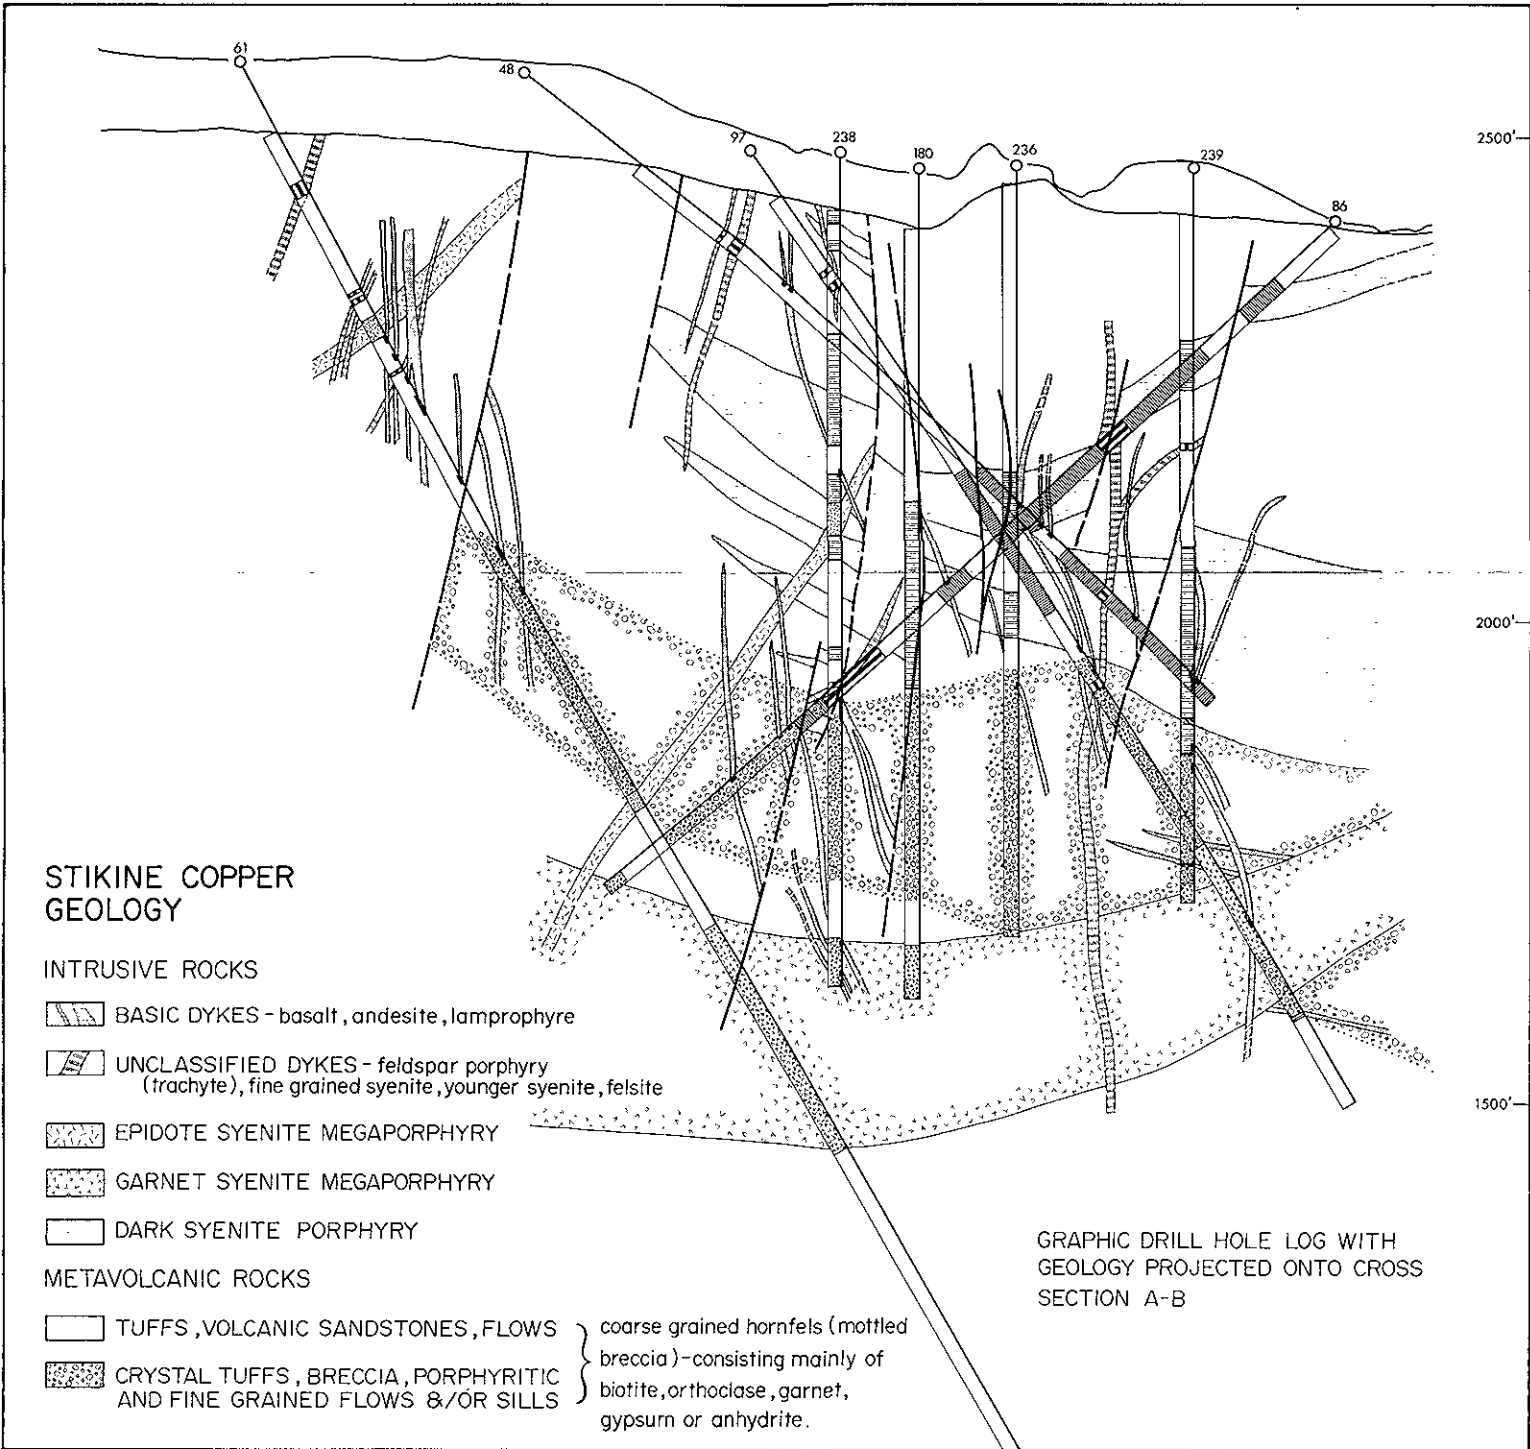 61
48
97
238
180
236
239
86
2500'
2000'
1500'
STIKINE COPPER
GEOLOGY
INTRUSIVE ROCKS
BASIC DYKES - basalt, andesite, lamprophyre
UNCLASSIFIED DYKES - feldspar porphyry
(trachyte), fine grained syenite, younger syenite, felsite
EPIDOTE SYENITE MEGAPORPHYRY
GARNET SYENITE MEGAPORPHYRY
DARK SYENITE PORPHYRY
METAVOLCANIC ROCKS
TUFFS, VOLCANIC SANDSTONES, FLOWS
CRYSTAL TUFFS, BRECCIA, PORPHYRITIC
AND FINE GRAINED FLOWS &/OR SILLS
coarse grained hornfels (mottled
breccia)-consisting mainly of
biotite, orthoclase, garnet,
gypsum or anhydrite.
GRAPHIC DRILL HOLE LOG WITH
GEOLOGY PROJECTED ONTO CROSS
SECTION A-B